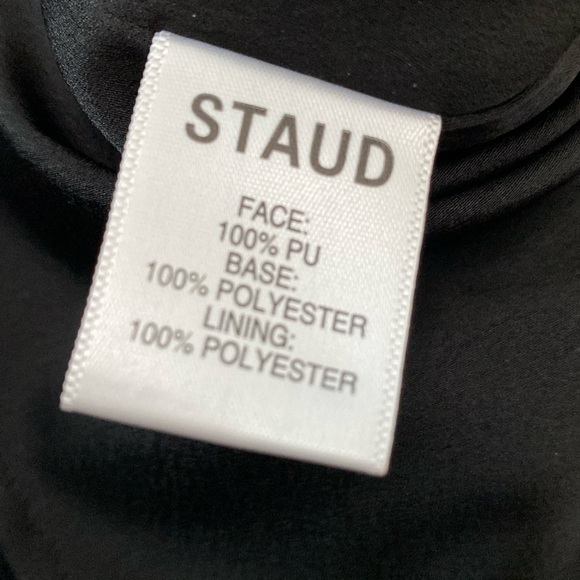 STAUD
FACE:
100% PU
BASE:
100% POLYESTER
LINING:
100% POLYESTER